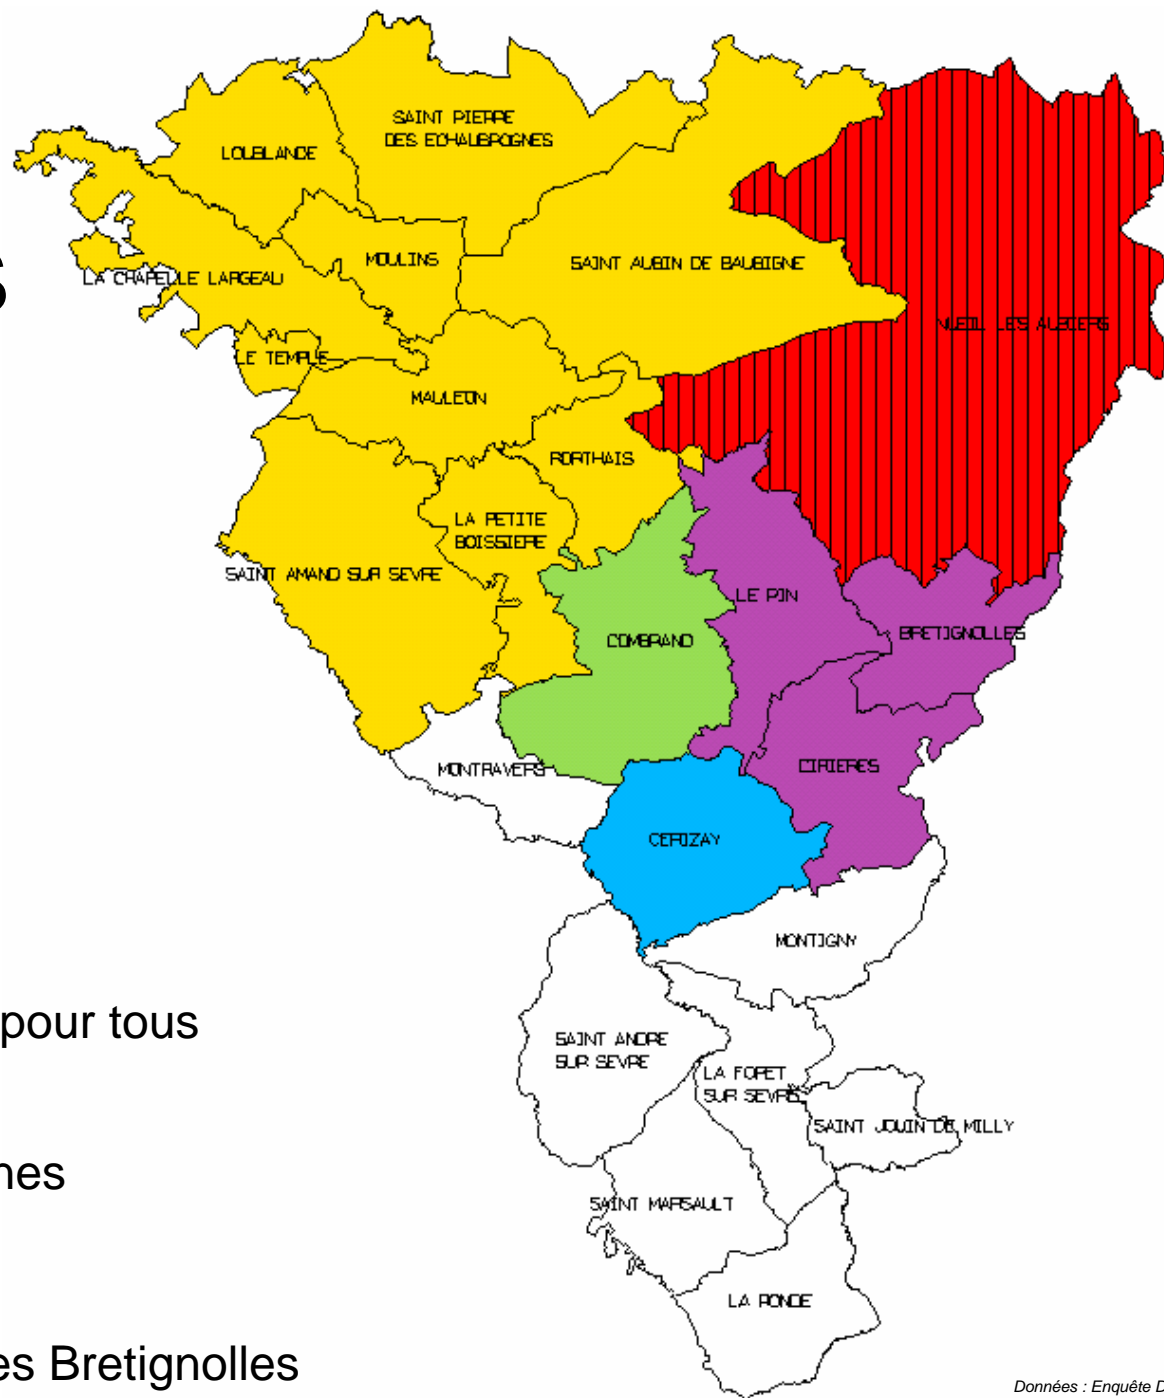 SAINT PIERRE
DES ECHAUBROGNES
LOUBLANDE
S
MOULINS
SAINT AUBIN DE BAUBIGNE
LA CHAPELLE LARGEAU
NUEIL LES AUBIERS
LE TEMPLE
MAULEON
RORTHAIS
LA PETITE
BOISSIERE
SAINT AMAND SUR SEVRE
LE PIN
COMBRAND
BRETIGNOLLES
MONTRAVERS
CIRIERES
CERIZAY
MONTIGNY
pour tous
SAINT ANDRE
SUR SEVRE
LA FORET
SUR SEVRE
SAINT JOUIN DE MILLY
nes
SAINT MARSAULT
LA RONDE
es Bretignolles
Données : Enquête D